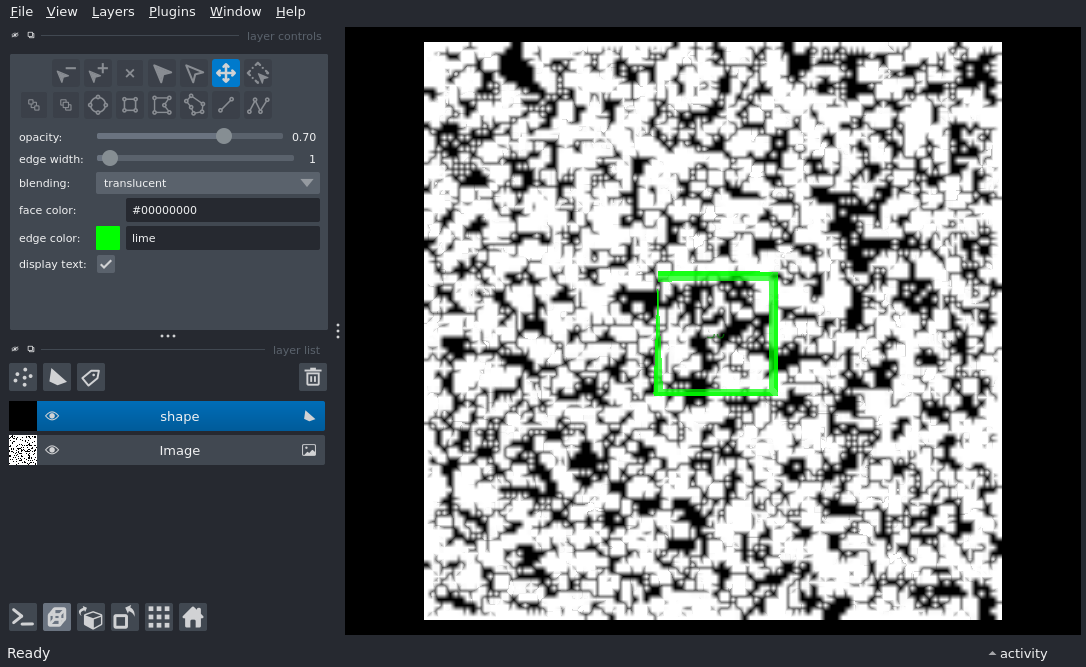 File View Layers Plugins Window Help
layer controls
opacity: 0.70
edge width: 1
blending: translucent
face color: #00000000
edge color: lime
display text:
layer list
shape
Image
Ready
activity